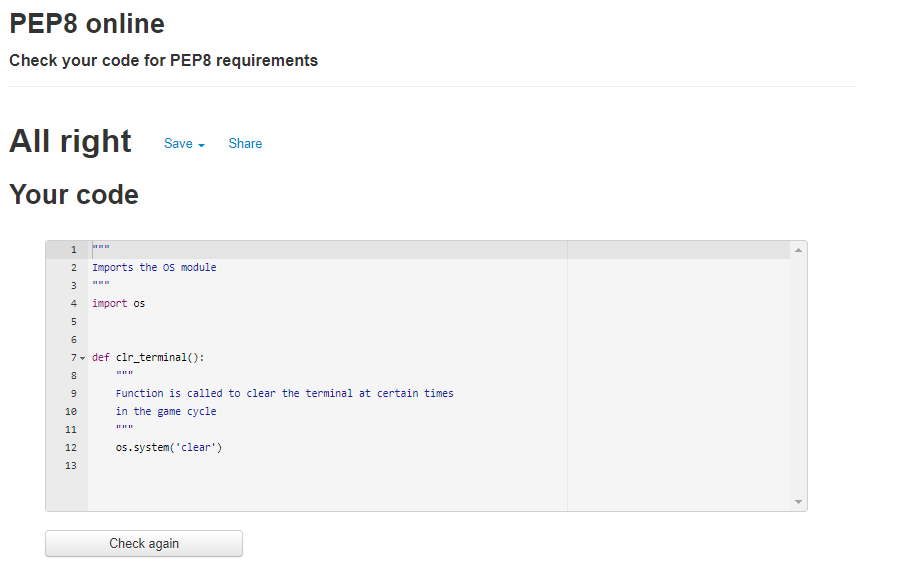 PEP8 online
Check your code for PEP8 requirements
All right Save Share
Your code
1 """
2 Imports the OS module
3 """
4 import os
5
6
7 def clr_terminal():
8 """
9 Function is called to clear the terminal at certain times
10 in the game cycle
11 """
12 os.system('clear')
13
Check again